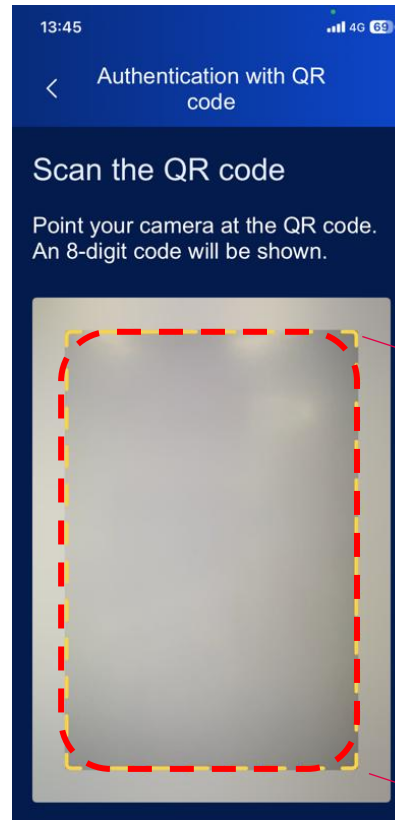 13:45
4G 69
Authentication with QR
code
Scan the QR code
Point your camera at the QR code.
An 8-digit code will be shown.